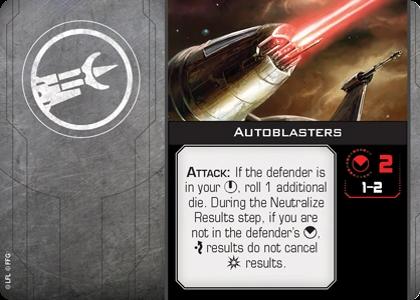 Autoblasters
Attack: If the defender is
in your , roll 1 additional
die. During the Neutralize
Results step, if you are
not in the defender's ,
results do not cancel
results.
2
1-2
©LFL ©FFG